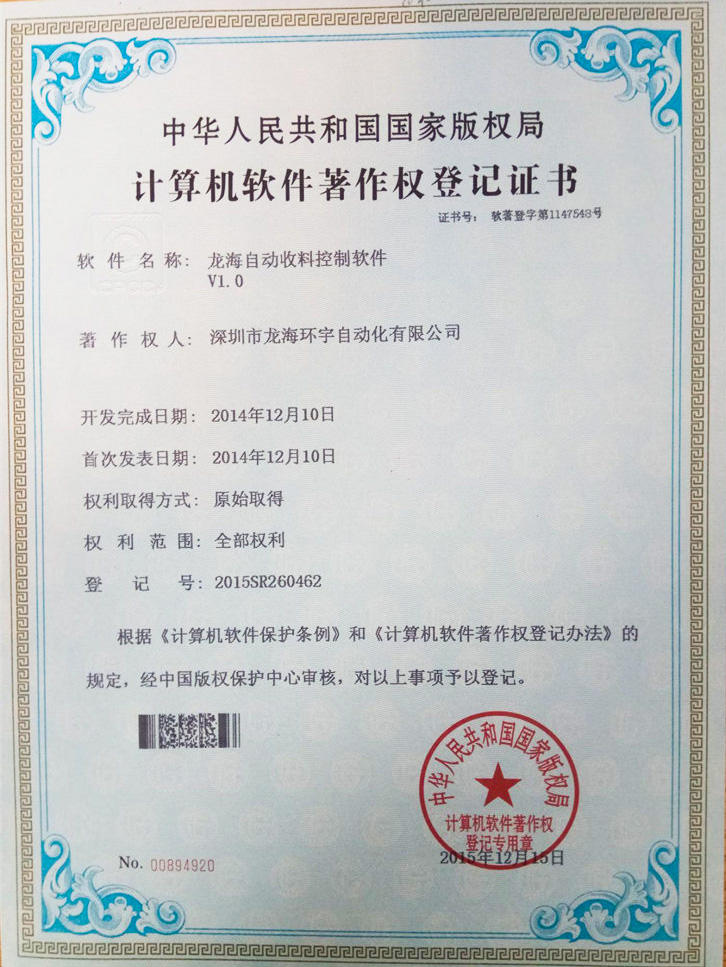 中华人民共和国国家版权局
计算机软件著作权登记证书
证书号： 软著登字第1147548号
软件名称： 龙海自动收料控制软件
V1.0
著作权人： 深圳市龙海环宇自动化有限公司
开发完成日期： 2014年12月10日
首次发表日期： 2014年12月10日
权利取得方式： 原始取得
权利范围： 全部权利
登记号： 2015SR260462
根据《计算机软件保护条例》和《计算机软件著作权登记办法》的
规定，经中国版权保护中心审核，对以上事项予以登记。
中华人民共和国国家版权局
计算机软件著作权
登记专用章
2015年12月15日
No. 00894920